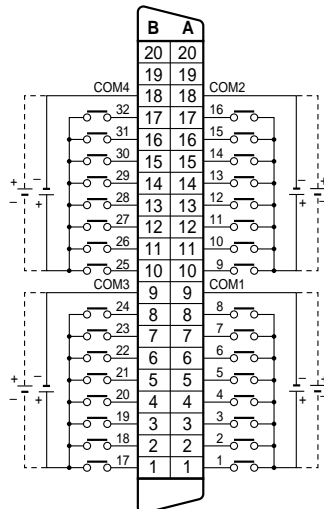 B A
20 20
19 19
COM4 18 18 COM2
32 17 17 16
31 16 16 15
30 15 15 14
29 14 14 13
28 13 13 12
27 12 12 11
26 11 11 10
25 10 10 9
COM3 9 9 COM1
24 8 8 8
23 7 7 7
22 6 6 6
21 5 5 5
20 4 4 4
19 3 3 3
18 2 2 2
17 1 1 1
+ − − + − + − +
+ − − + − + − +